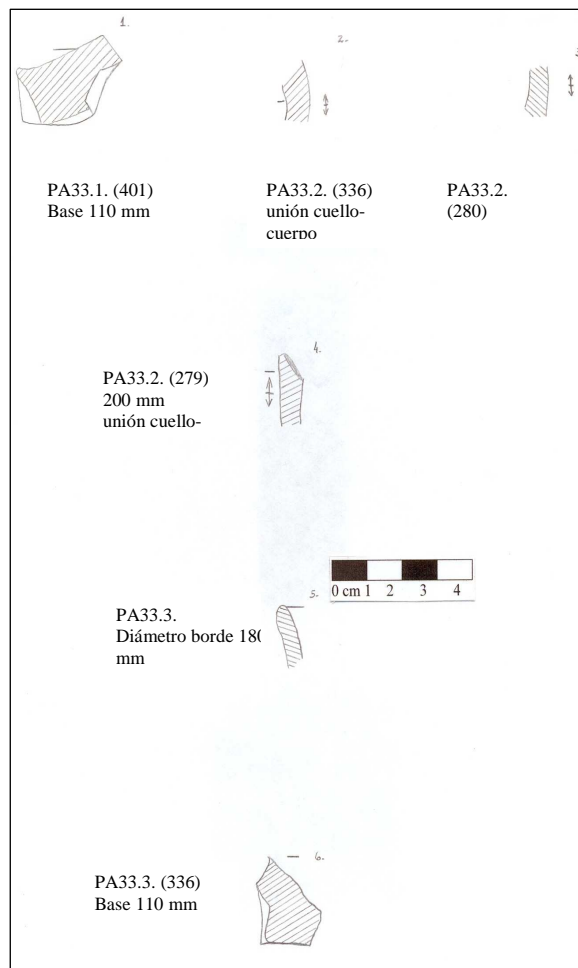 1.
2.
3
PA33.1. (401)
Base 110 mm
PA33.2. (336)
unión cuello-
cuerpo
PA33.2.
(280)
4.
PA33.2. (279)
200 mm
unión cuello-
0 cm 1 2 3 4
5.
PA33.3.
Diámetro borde 180
mm
6.
PA33.3. (336)
Base 110 mm